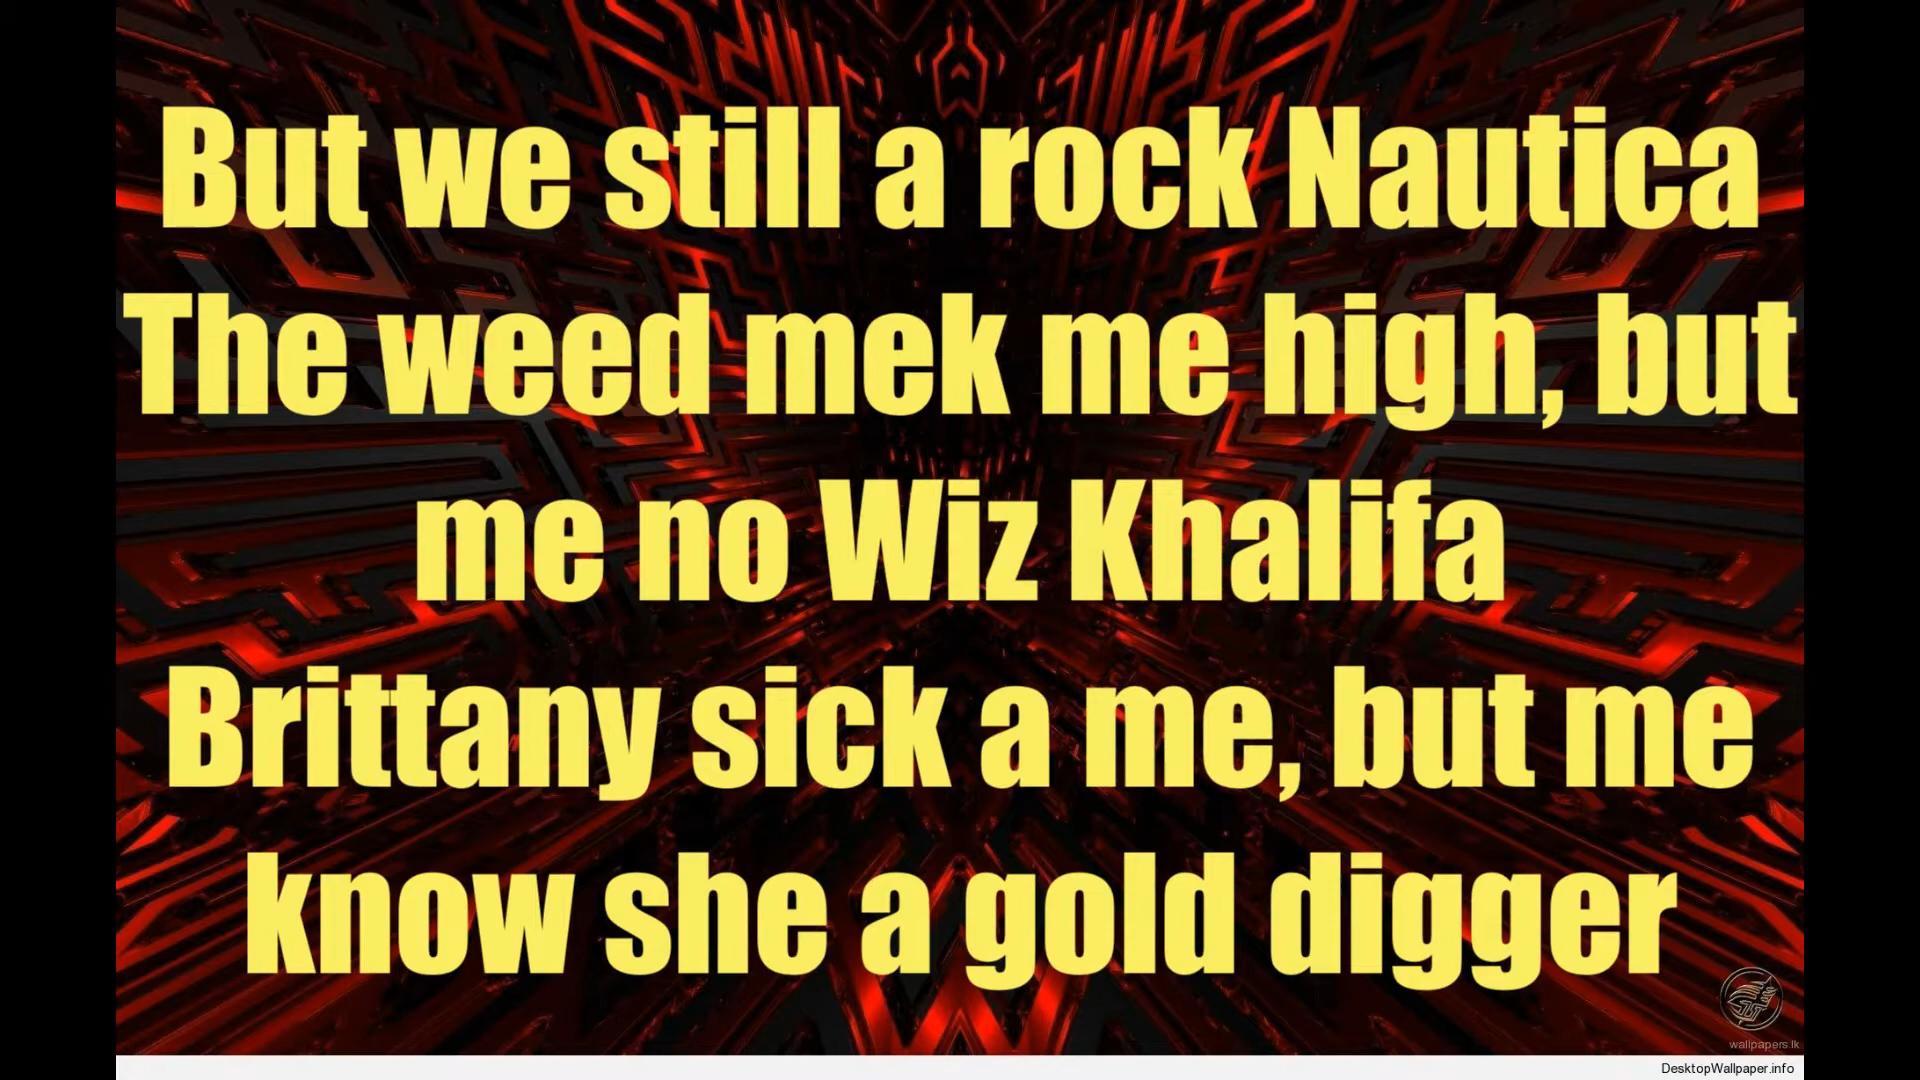 But we still a rock Nautica
The weed mek me high, but
me no Wiz Khalifa
Brittany sick a me, but me
know she a gold digger
wallpapers.lk
DesktopWallpaper.info